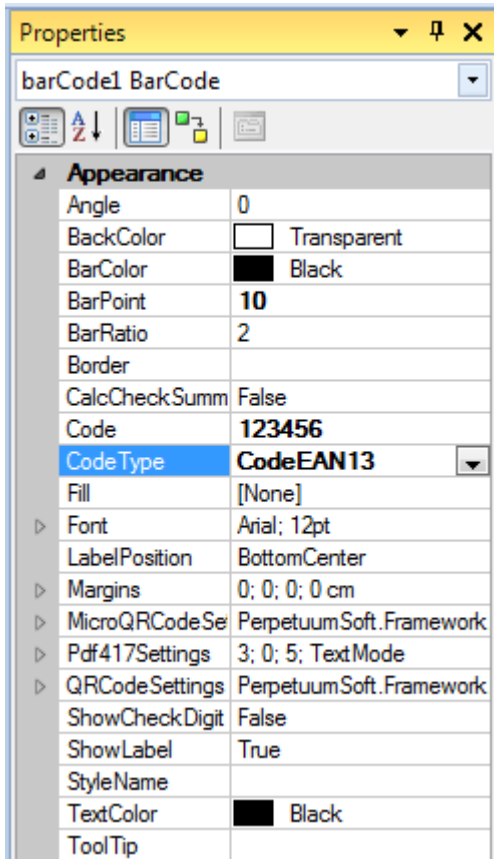 Properties
barCode1 BarCode
Appearance
Angle 0
BackColor Transparent
BarColor Black
BarPoint 10
BarRatio 2
Border
CalcCheckSumm False
Code 123456
CodeType CodeEAN13
Fill [None]
Font Arial; 12pt
LabelPosition BottomCenter
Margins 0; 0; 0; 0 cm
MicroQRCodeSet PerpetuumSoft.Framework
Pdf417Settings 3; 0; 5; TextMode
QRCodeSettings PerpetuumSoft.Framework
ShowCheckDigit False
ShowLabel True
StyleName
TextColor Black
ToolTip